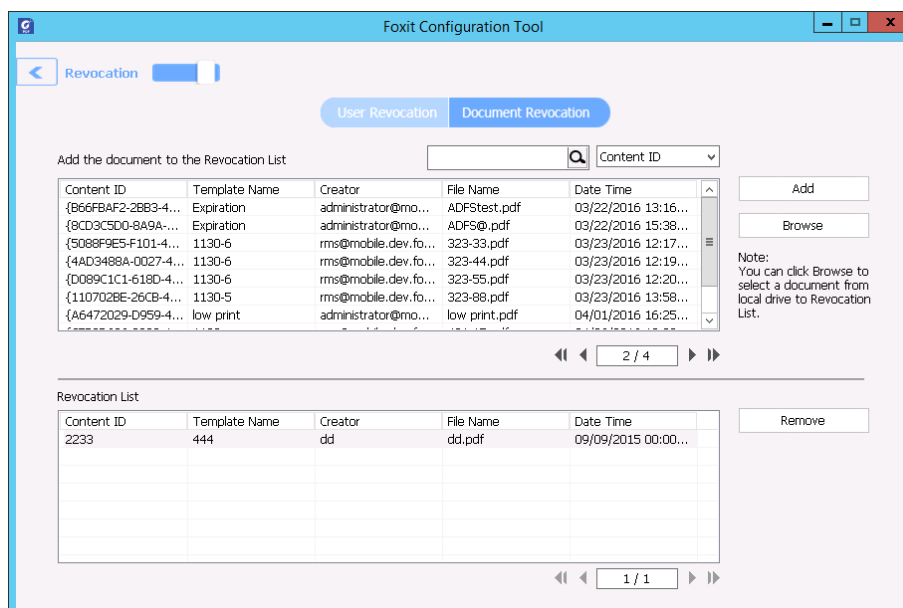 Foxit Configuration Tool
Revocation
User Revocation Document Revocation
Add the document to the Revocation List Content ID
Content ID Template Name Creator File Name Date Time
{B66FBAF2-2BB3-4... Expiration administrator@mo... ADFStest.pdf 03/22/2016 13:16...
{8CD3C5D0-8A9A-... Expiration administrator@mo... ADFS@.pdf 03/22/2016 15:38...
{5088F9E5-F101-4... 1130-6 rms@mobile.dev.fo... 323-33.pdf 03/23/2016 12:17...
{4AD3488A-0027-4... 1130-6 rms@mobile.dev.fo... 323-44.pdf 03/23/2016 12:19...
{D089C1C1-618D-4... 1130-6 rms@mobile.dev.fo... 323-55.pdf 03/23/2016 12:20...
{110702BE-26CB-4... 1130-5 rms@mobile.dev.fo... 323-88.pdf 03/23/2016 13:58...
{A6472029-D959-4... low print administrator@mo... low print.pdf 04/01/2016 16:25...
Add
Browse
Note:
You can click Browse to
select a document from
local drive to Revocation
List.
2 / 4
Revocation List
Content ID Template Name Creator File Name Date Time
2233 444 dd dd.pdf 09/09/2015 00:00...
Remove
1 / 1